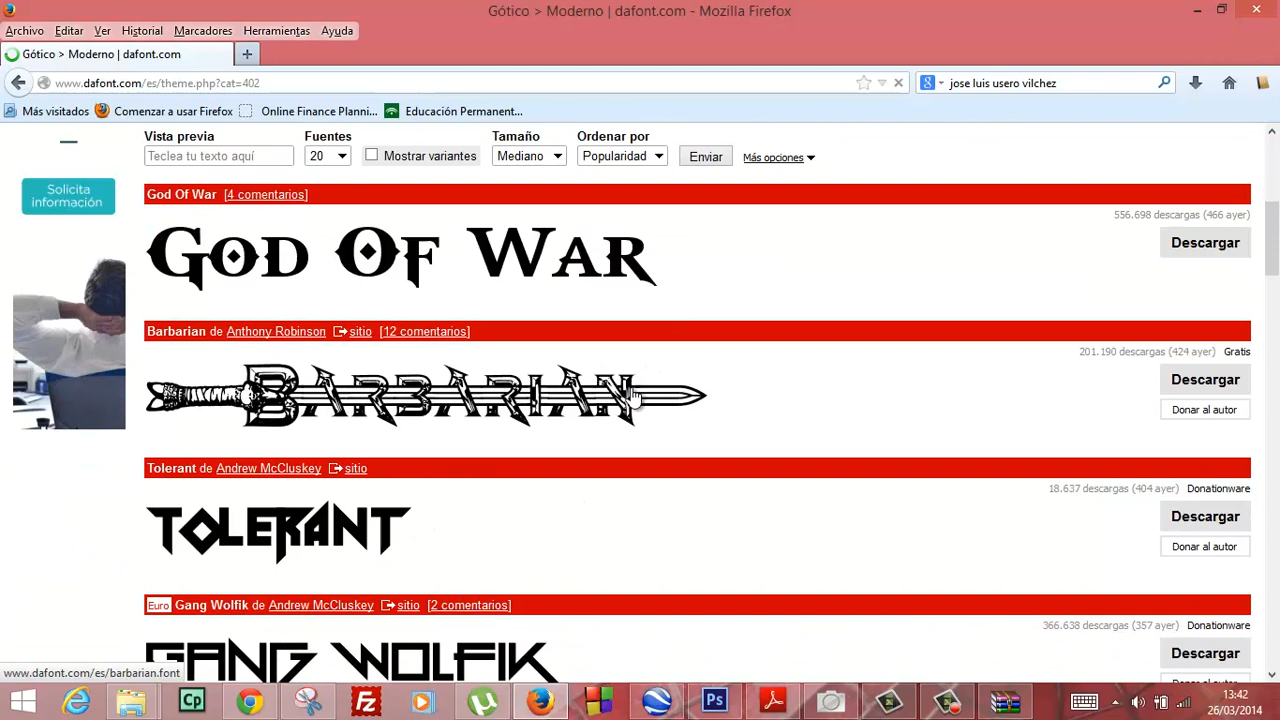 Gótico > Moderno | dafont.com - Mozilla Firefox
Archivo Editar Ver Historial Marcadores Herramientas Ayuda
Gótico > Moderno | dafont.com
www.dafont.com/es/theme.php?cat=402
jose luis usero vilchez
Más visitados Comenzar a usar Firefox Online Finance Planni... Educación Permanent...
Vista previa Fuentes Tamaño Ordenar por
Teclea tu texto aquí 20 Mostrar variantes Mediano Popularidad Enviar Más opciones
Solicita
información
God Of War [4 comentarios]
556.698 descargas (466 ayer)
God Of War
Descargar
Barbarian de Anthony Robinson sitio [12 comentarios]
201.190 descargas (424 ayer) Gratis
Barbarian
Descargar
Donar al autor
Tolerant de Andrew McCluskey sitio
18.637 descargas (404 ayer) Donationware
TOLERANT
Descargar
Donar al autor
Euro Gang Wolfik de Andrew McCluskey sitio [2 comentarios]
366.638 descargas (357 ayer) Donationware
GANG WOLFIK
Descargar
www.dafont.com/es/barbarian.font
Cp Fz Ps
13:42
26/03/2014